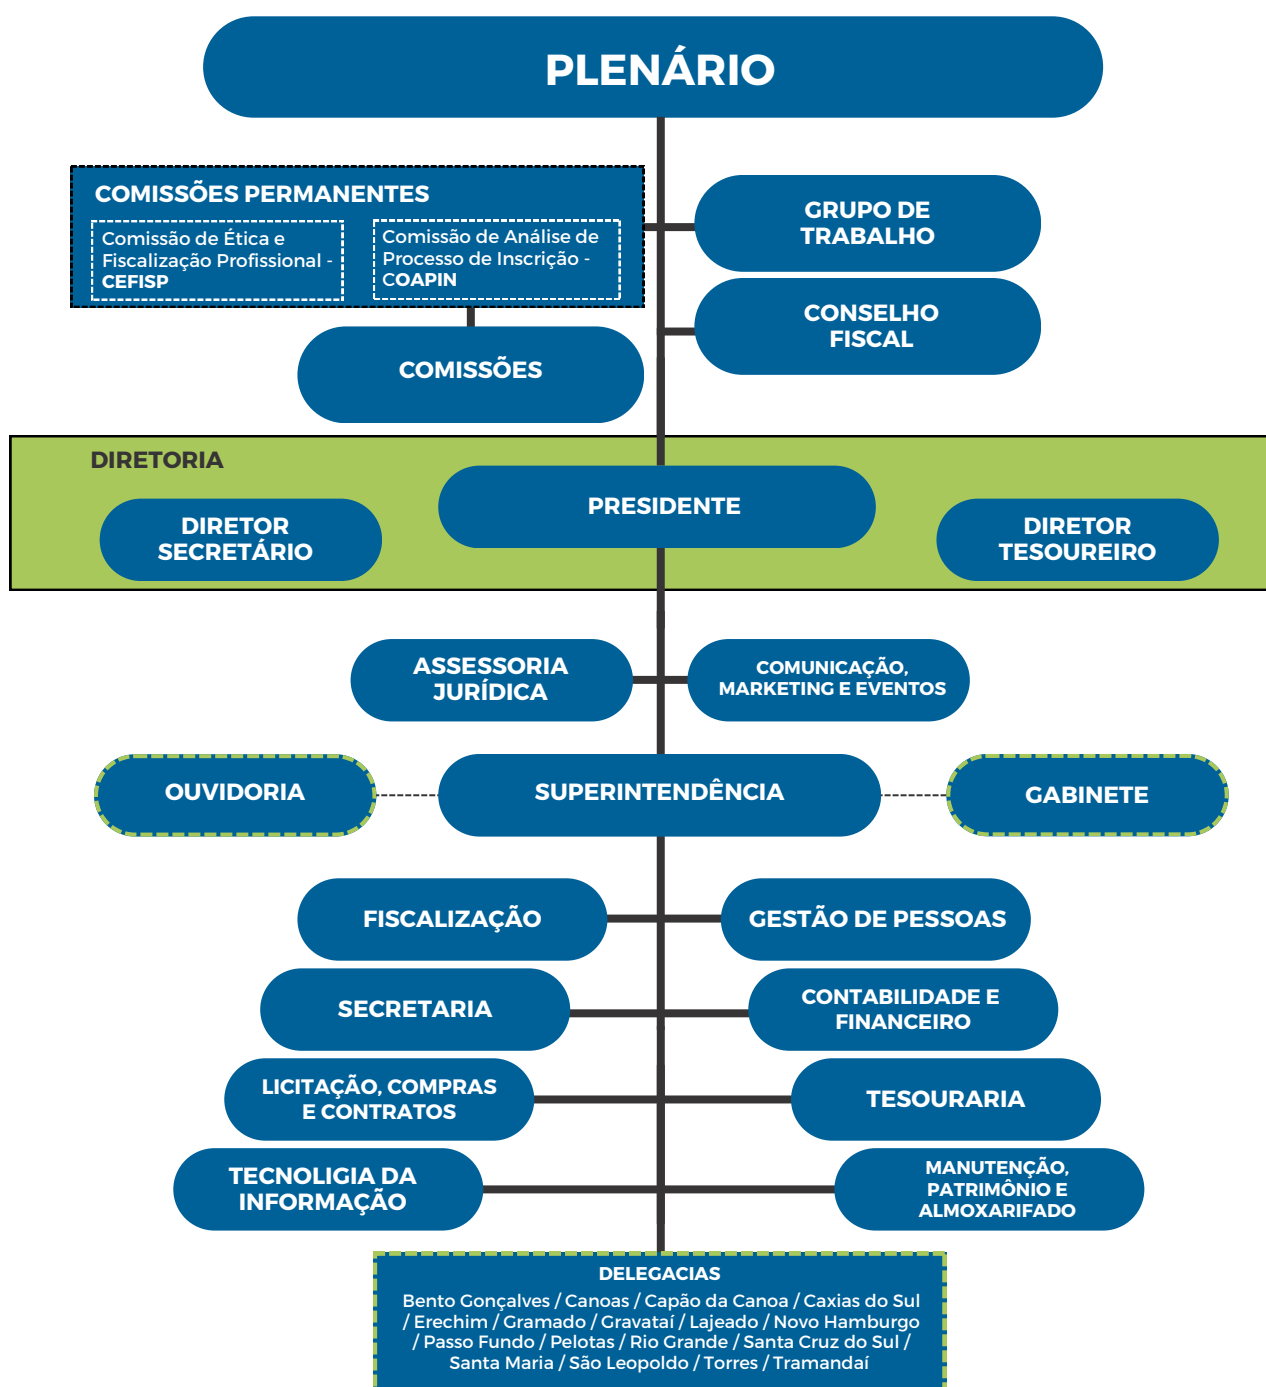 PLENÁRIO
COMISSÕES PERMANENTES
Comissão de Ética e
Fiscalização Profissional -
CEFISP
Comissão de Análise de
Processo de Inscrição -
COAPIN
GRUPO DE
TRABALHO
CONSELHO
FISCAL
COMISSÕES
DIRETORIA
PRESIDENTE
DIRETOR
SECRETÁRIO
DIRETOR
TESOUREIRO
ASSESSORIA
JURÍDICA
COMUNICAÇÃO,
MARKETING E EVENTOS
OUVIDORIA
SUPERINTENDÊNCIA
GABINETE
FISCALIZAÇÃO
GESTÃO DE PESSOAS
SECRETARIA
CONTABILIDADE E
FINANCEIRO
LICITAÇÃO, COMPRAS
E CONTRATOS
TESOURARIA
TECNOLIGIA DA
INFORMAÇÃO
MANUTENÇÃO,
PATRIMÔNIO E
ALMOXARIFADO
DELEGACIAS
Bento Gonçalves / Canoas / Capão da Canoa / Caxias do Sul
/ Erechim / Gramado / Gravataí / Lajeado / Novo Hamburgo
/ Passo Fundo / Pelotas / Rio Grande / Santa Cruz do Sul /
Santa Maria / São Leopoldo / Torres / Tramandaí